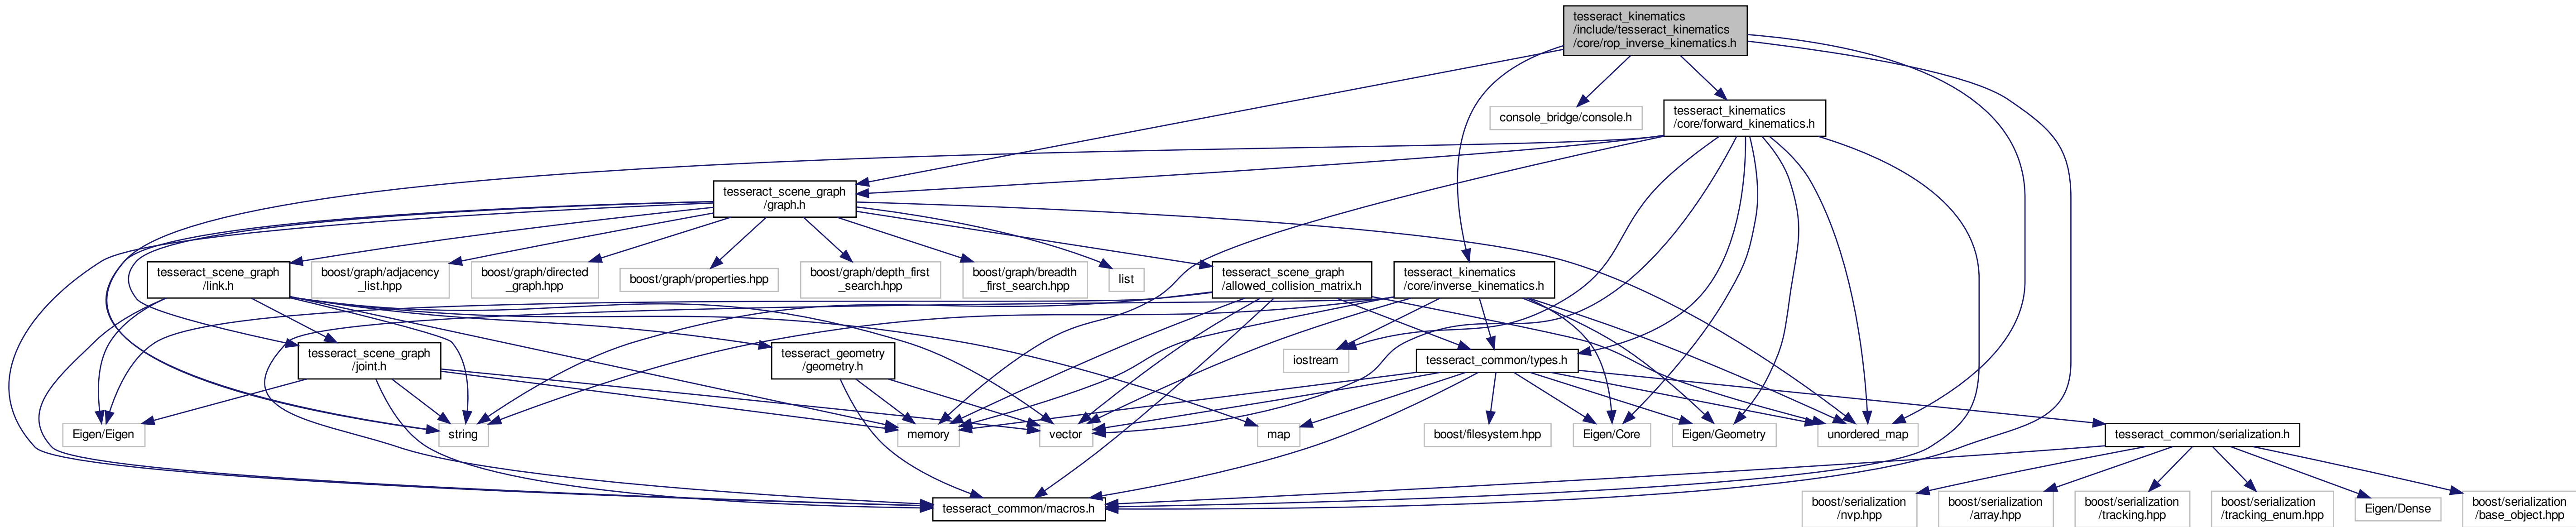 tesseract_kinematics
/include/tesseract_kinematics
/core/rop_inverse_kinematics.h
console_bridge/console.h
tesseract_kinematics
/core/forward_kinematics.h
tesseract_scene_graph
/graph.h
tesseract_scene_graph
/link.h
boost/graph/adjacency
_list.hpp
boost/graph/directed
_graph.hpp
boost/graph/properties.hpp
boost/graph/depth_first
_search.hpp
boost/graph/breadth
_first_search.hpp
list
tesseract_scene_graph
/allowed_collision_matrix.h
tesseract_kinematics
/core/inverse_kinematics.h
tesseract_scene_graph
/joint.h
tesseract_geometry
/geometry.h
iostream
tesseract_common/types.h
Eigen/Eigen
string
memory
vector
map
boost/filesystem.hpp
Eigen/Core
Eigen/Geometry
unordered_map
tesseract_common/serialization.h
tesseract_common/macros.h
boost/serialization
/nvp.hpp
boost/serialization
/array.hpp
boost/serialization
/tracking.hpp
boost/serialization
/tracking_enum.hpp
Eigen/Dense
boost/serialization
/base_object.hpp